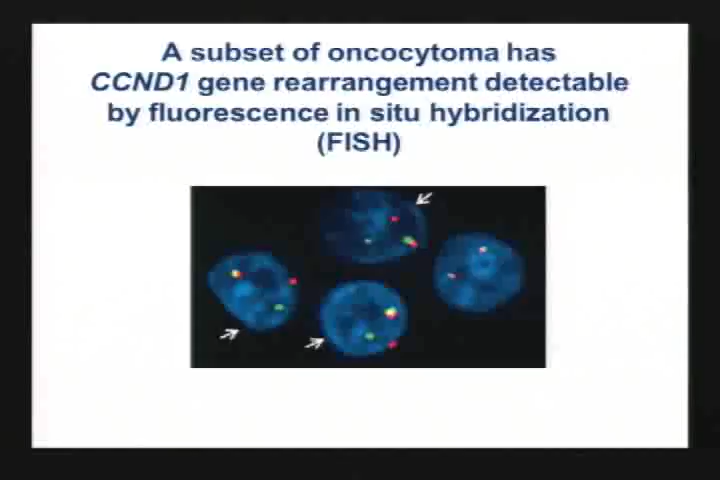 A subset of oncocytoma has
CCND1 gene rearrangement detectable
by fluorescence in situ hybridization
(FISH)